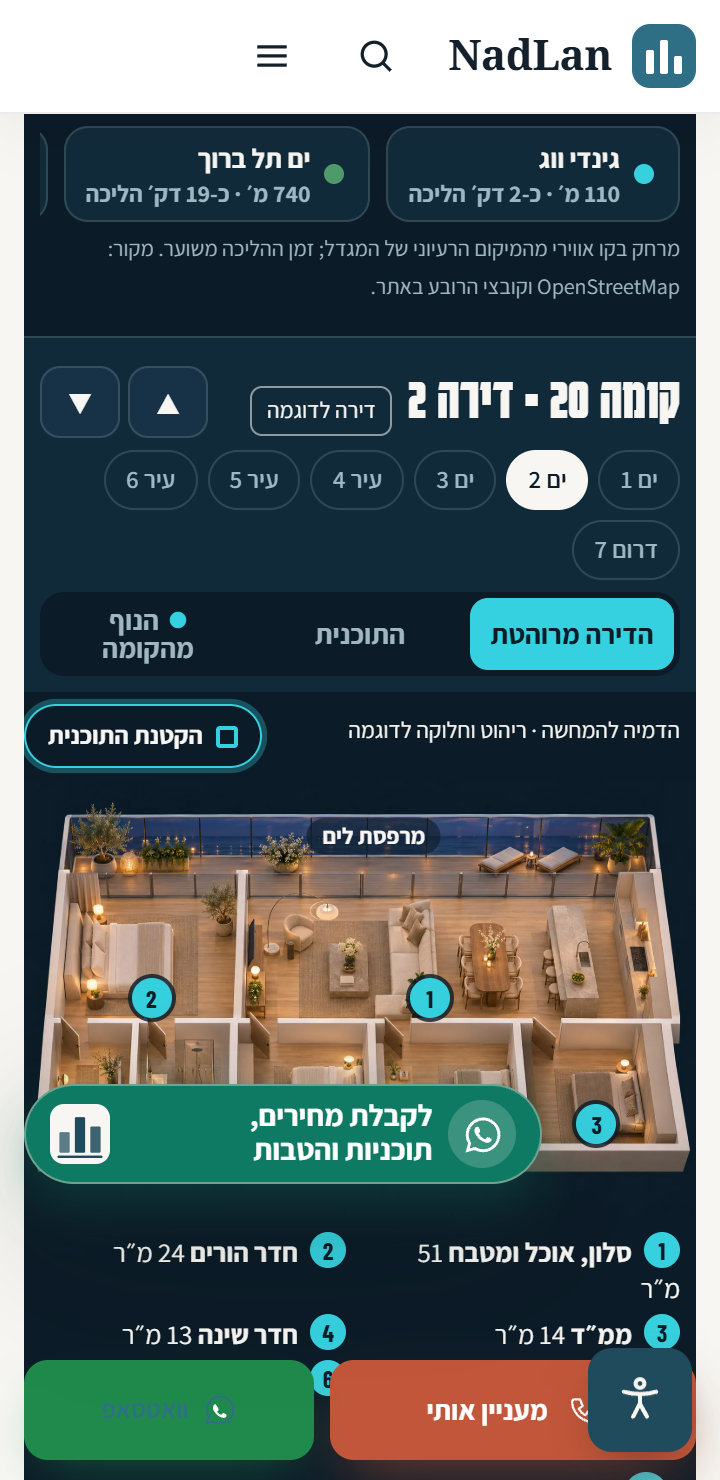 NadLan
גינדי ווג
110 מ׳ · כ-2 דק׳ הליכה
ים תל ברוך
740 מ׳ · כ-19 דק׳ הליכה
מרחק בקו אווירי מהמיקום הרעיוני של המגדל; זמן ההליכה משוער. מקור:
OpenStreetMap וקובצי הרובע באתר.
קומה 20 · דירה 2
דירה לדוגמה
▲
▼
ים 1
ים 2
ים 3
עיר 4
עיר 5
עיר 6
דרום 7
הדירה מרוהטת
התוכנית
הנוף
מהקומה
הדמיה להמחשה · ריהוט וחלוקה לדוגמה
הקטנת התוכנית
מרפסת לים
2
1
3
לקבלת מחירים,
תוכניות והטבות
1 סלון, אוכל ומטבח 51
מ״ר
2 חדר הורים 24 מ״ר
3 ממ״ד 14 מ״ר
4 חדר שינה 13 מ״ר
6
מעניין אותי
וואטסאפ